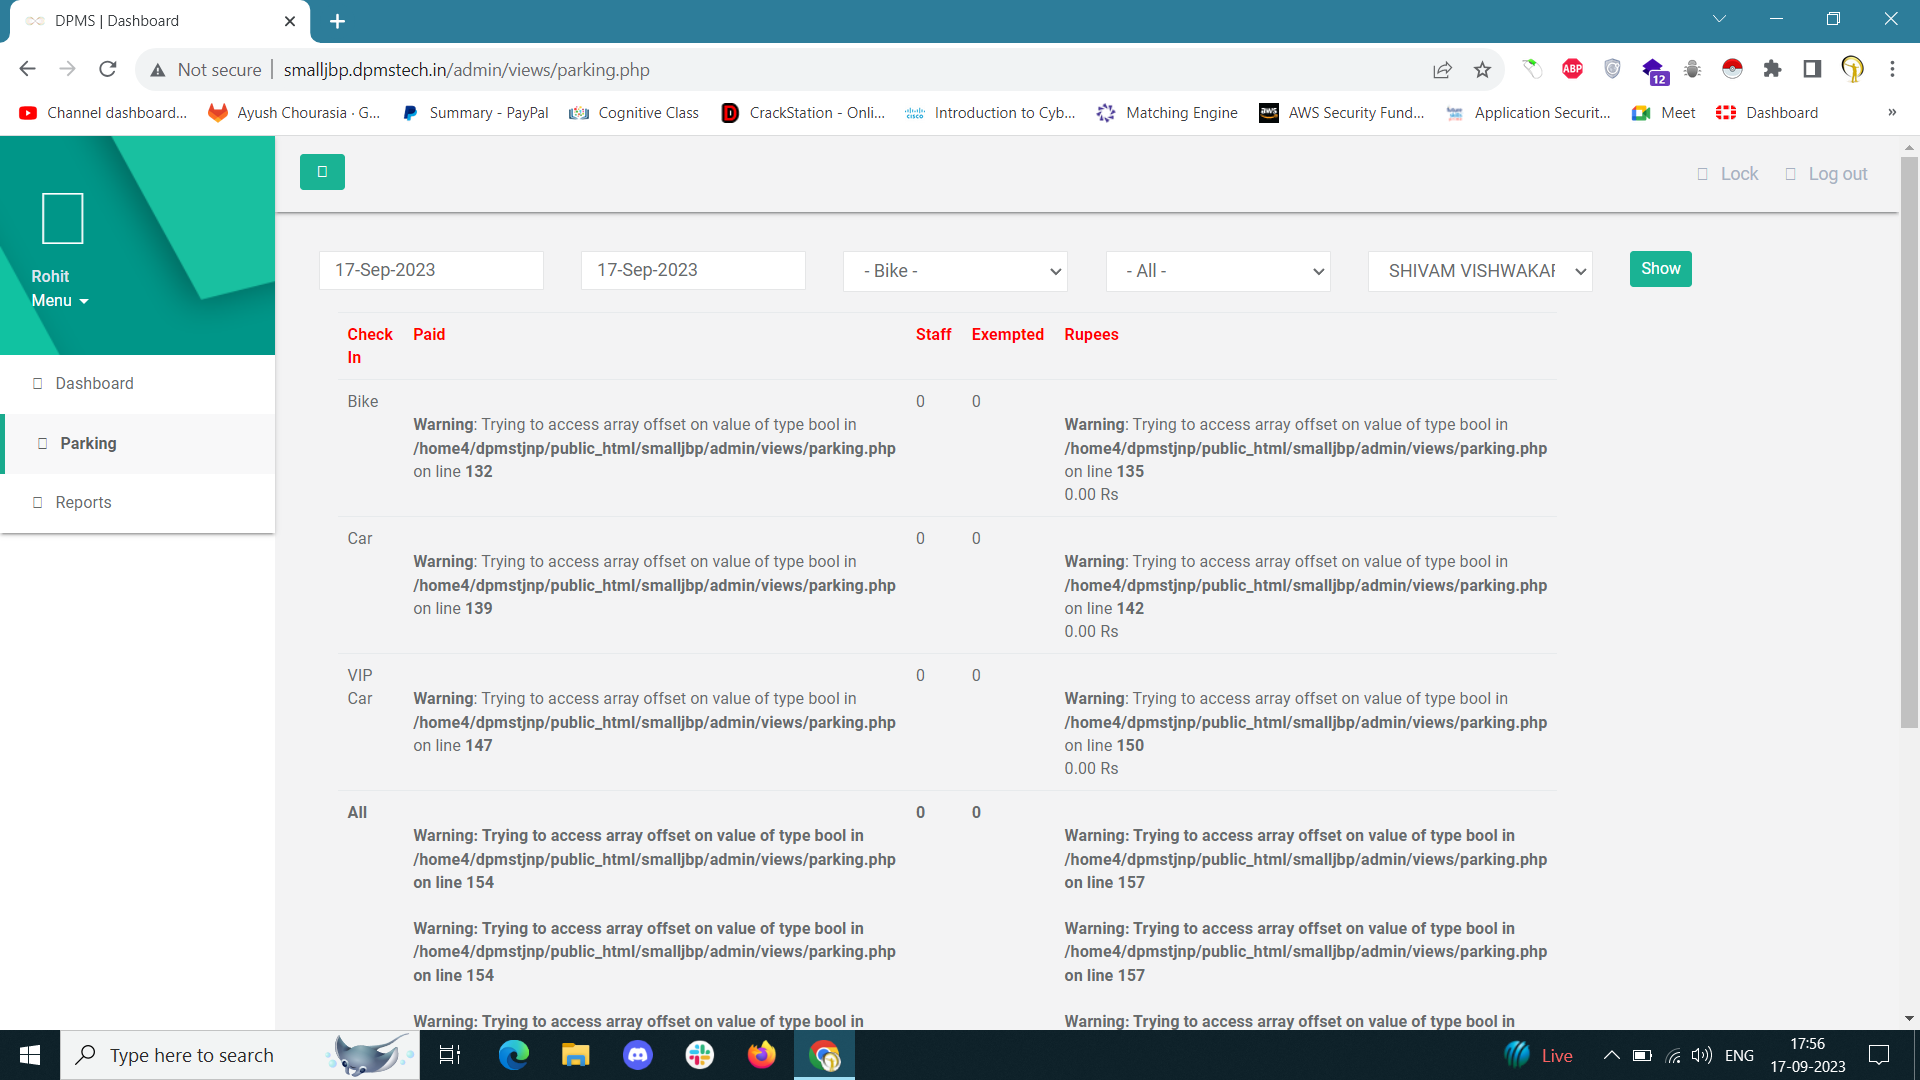 DPMS | Dashboard
Not secure
smalljbp.dpmstech.in/admin/views/parking.php
ABP
12
Channel dashboard...
Ayush Chourasia · G...
Summary - PayPal
Cognitive Class
CrackStation - Onli...
Introduction to Cyb...
Matching Engine
AWS Security Fund...
Application Securit...
Meet
Dashboard
»
Lock
Log out
Rohit
Menu
Dashboard
Parking
Reports
17-Sep-2023
17-Sep-2023
- Bike -
- All -
SHIVAM VISHWAKAR
Show
Check In
Paid
Staff
Exempted
Rupees
Bike
Warning: Trying to access array offset on value of type bool in
/home4/dpmstjnp/public_html/smalljbp/admin/views/parking.php
on line 132
0
0
Warning: Trying to access array offset on value of type bool in
/home4/dpmstjnp/public_html/smalljbp/admin/views/parking.php
on line 135
0.00 Rs
Car
Warning: Trying to access array offset on value of type bool in
/home4/dpmstjnp/public_html/smalljbp/admin/views/parking.php
on line 139
0
0
Warning: Trying to access array offset on value of type bool in
/home4/dpmstjnp/public_html/smalljbp/admin/views/parking.php
on line 142
0.00 Rs
VIP
Car
Warning: Trying to access array offset on value of type bool in
/home4/dpmstjnp/public_html/smalljbp/admin/views/parking.php
on line 147
0
0
Warning: Trying to access array offset on value of type bool in
/home4/dpmstjnp/public_html/smalljbp/admin/views/parking.php
on line 150
0.00 Rs
All
Warning: Trying to access array offset on value of type bool in
/home4/dpmstjnp/public_html/smalljbp/admin/views/parking.php
on line 154
Warning: Trying to access array offset on value of type bool in
/home4/dpmstjnp/public_html/smalljbp/admin/views/parking.php
on line 154
Warning: Trying to access array offset on value of type bool in
0
0
Warning: Trying to access array offset on value of type bool in
/home4/dpmstjnp/public_html/smalljbp/admin/views/parking.php
on line 157
Warning: Trying to access array offset on value of type bool in
/home4/dpmstjnp/public_html/smalljbp/admin/views/parking.php
on line 157
Warning: Trying to access array offset on value of type bool in
Type here to search
Live
ENG
17:56
17-09-2023